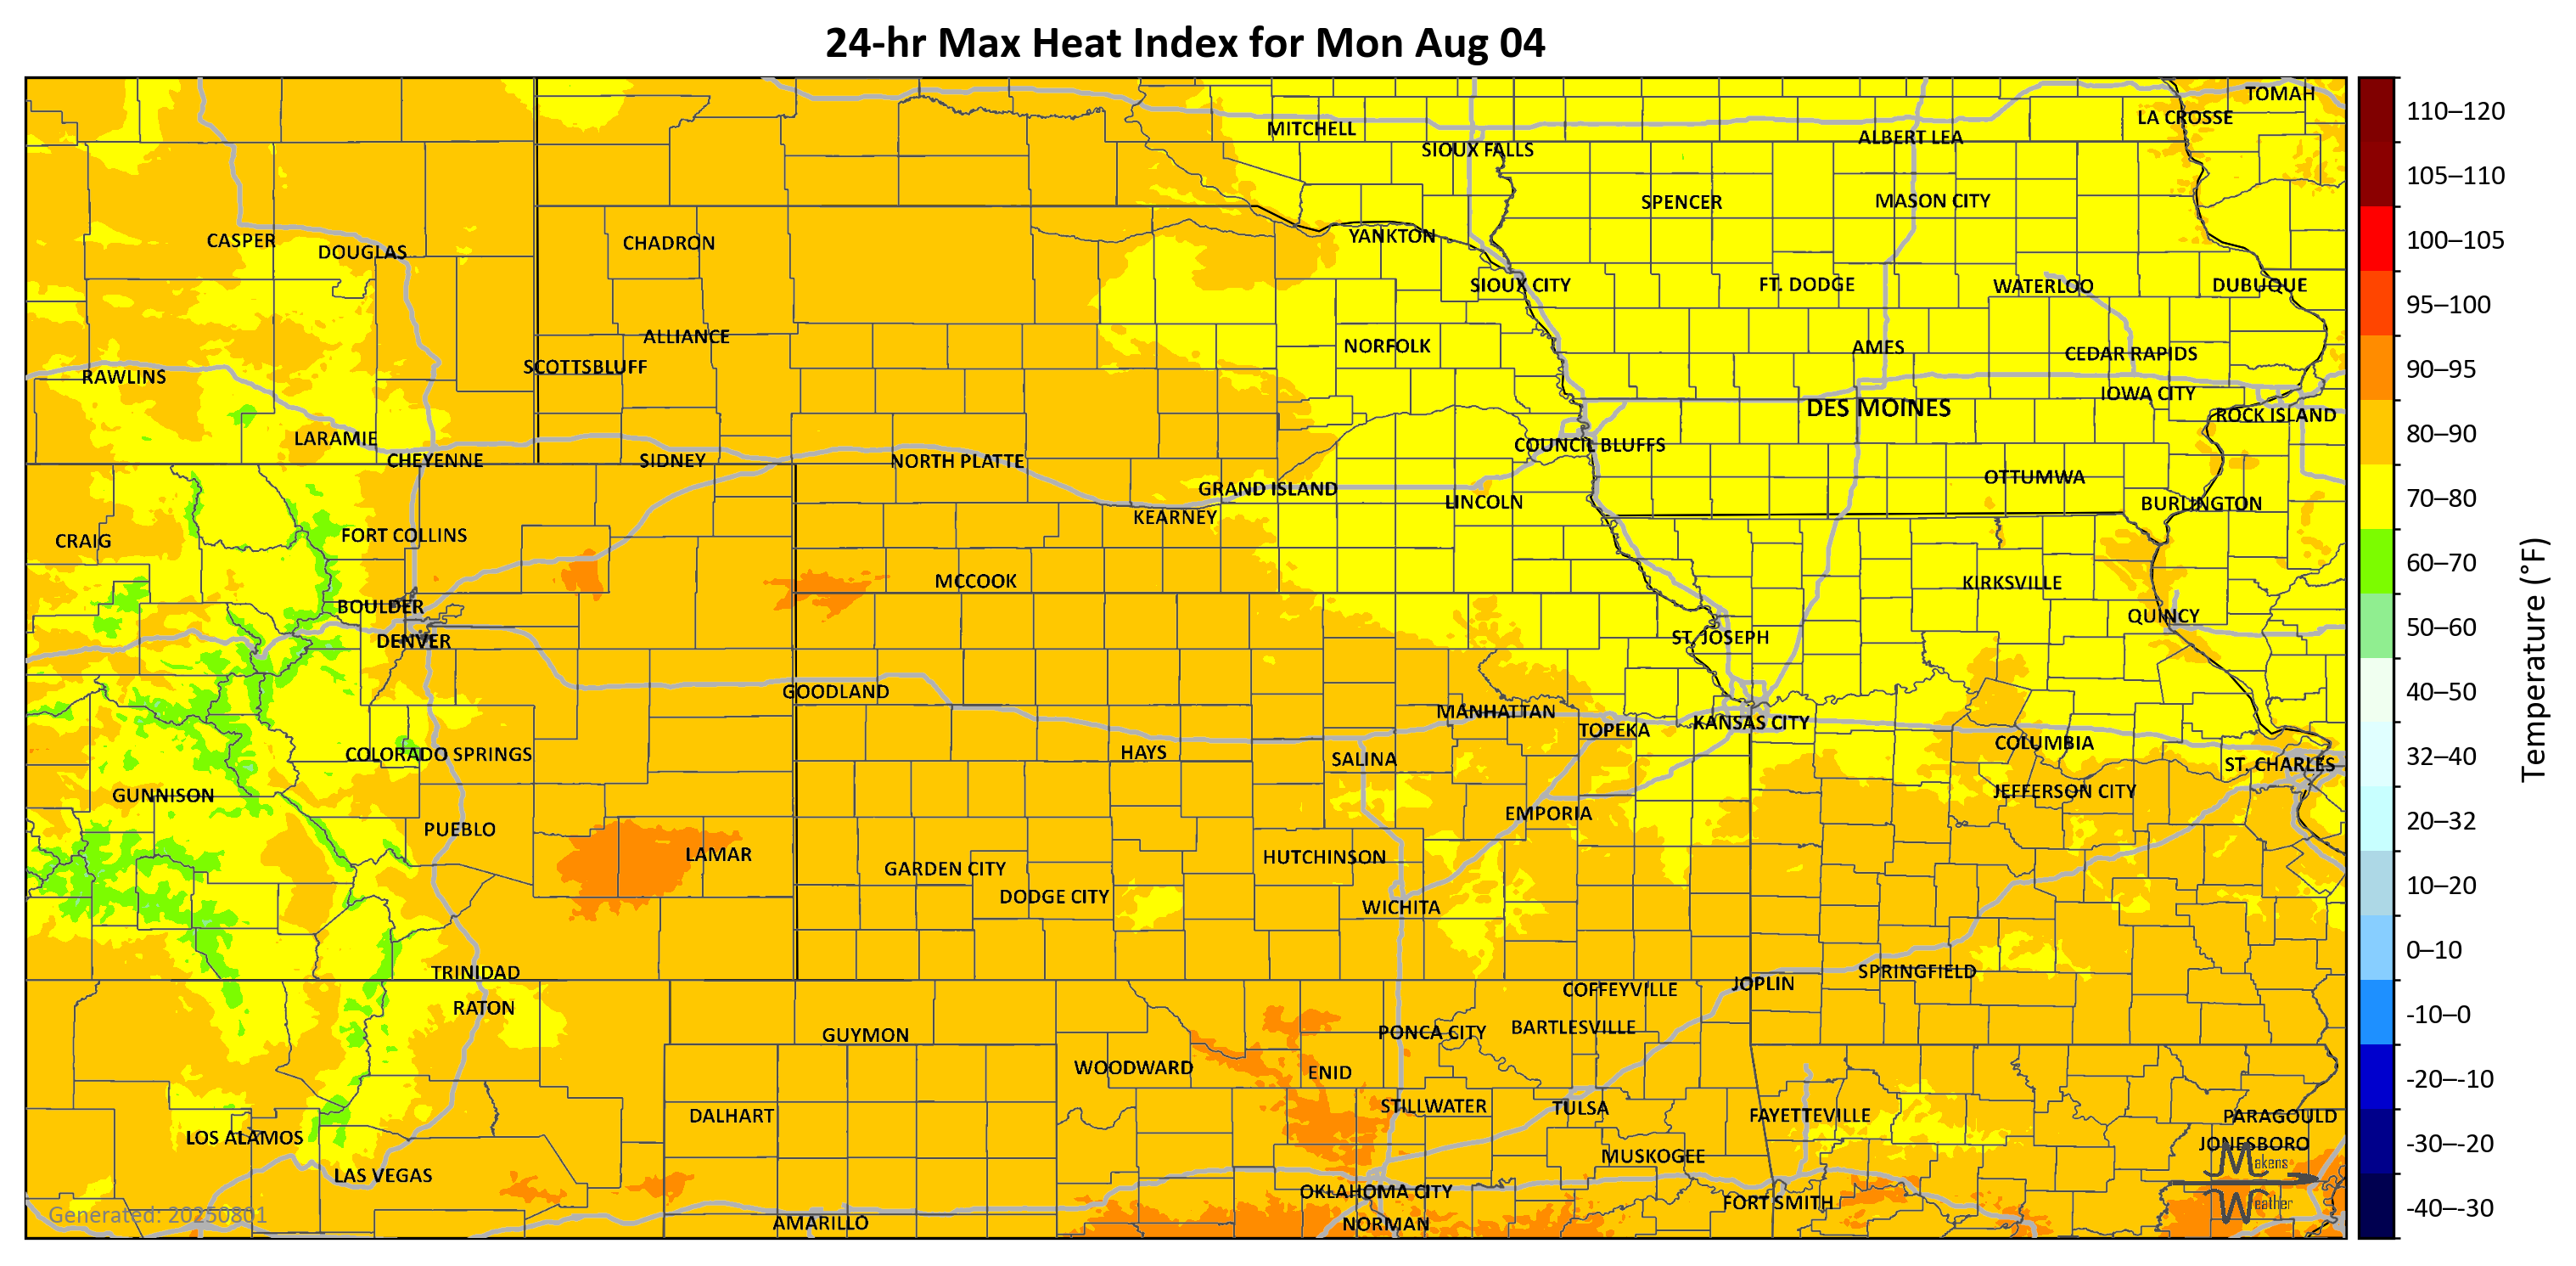 24-hr Max Heat Index for Mon Aug 04
TOMAH
LA CROSSE
MITCHELL
ALBERT LEA
SIOUX FALLS
SPENCER
MASON CITY
CASPER
DOUGLAS
CHADRON
YANKTON
SIOUX CITY
FT. DODGE
WATERLOO
DUBUQUE
ALLIANCE
NORFOLK
AMES
CEDAR RAPIDS
SCOTTSBLUFF
RAWLINS
IOWA CITY
DES MOINES
ROCK ISLAND
LARAMIE
COUNCIL BLUFFS
CHEYENNE
SIDNEY
NORTH PLATTE
OTTUMWA
GRAND ISLAND
LINCOLN
BURLINGTON
KEARNEY
CRAIG
FORT COLLINS
MCCOOK
KIRKSVILLE
BOULDER
QUINCY
DENVER
ST. JOSEPH
GOODLAND
MANHATTAN
KANSAS CITY
TOPEKA
COLUMBIA
COLORADO SPRINGS
HAYS
SALINA
ST. CHARLES
GUNNISON
JEFFERSON CITY
EMPORIA
PUEBLO
LAMAR
HUTCHINSON
GARDEN CITY
DODGE CITY
WICHITA
TRINIDAD
SPRINGFIELD
JOPLIN
COFFEYVILLE
RATON
GUYMON
PONCA CITY
BARTLESVILLE
WOODWARD
ENID
STILLWATER
TULSA
DALHART
FAYETTEVILLE
PARAGOULD
LOS ALAMOS
JONESBORO
MUSKOGEE
LAS VEGAS
OKLAHOMA CITY
FORT SMITH
AMARILLO
NORMAN
Makens
Weather
Generated: 20250801
110–120
105–110
100–105
95–100
90–95
80–90
70–80
60–70
50–60
40–50
32–40
20–32
10–20
0–10
-10–0
-20–-10
-30–-20
-40–-30
Temperature (°F)